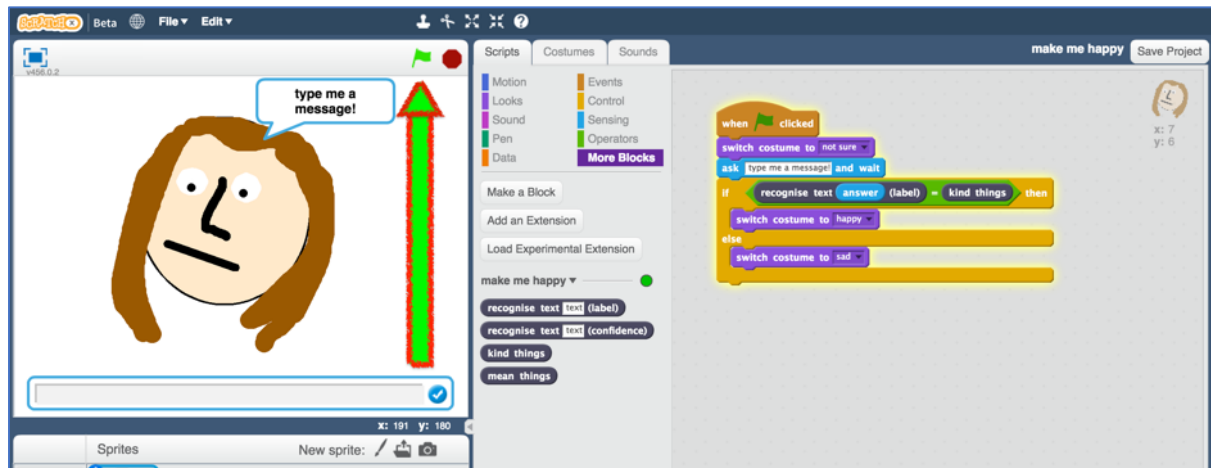 SCRATCHX Beta File Edit
v456.0.2
type me a
message!
x: 191 y: 180
Sprites New sprite:
Scripts Costumes Sounds
Motion Events
Looks Control
Sound Sensing
Pen Operators
Data More Blocks
Make a Block
Add an Extension
Load Experimental Extension
make me happy
recognise text text (label)
recognise text text (confidence)
kind things
mean things
make me happy Save Project
when clicked
switch costume to not sure
ask type me a message! and wait
if recognise text answer (label) = kind things then
switch costume to happy
else
switch costume to sad
x: 7
y: 6